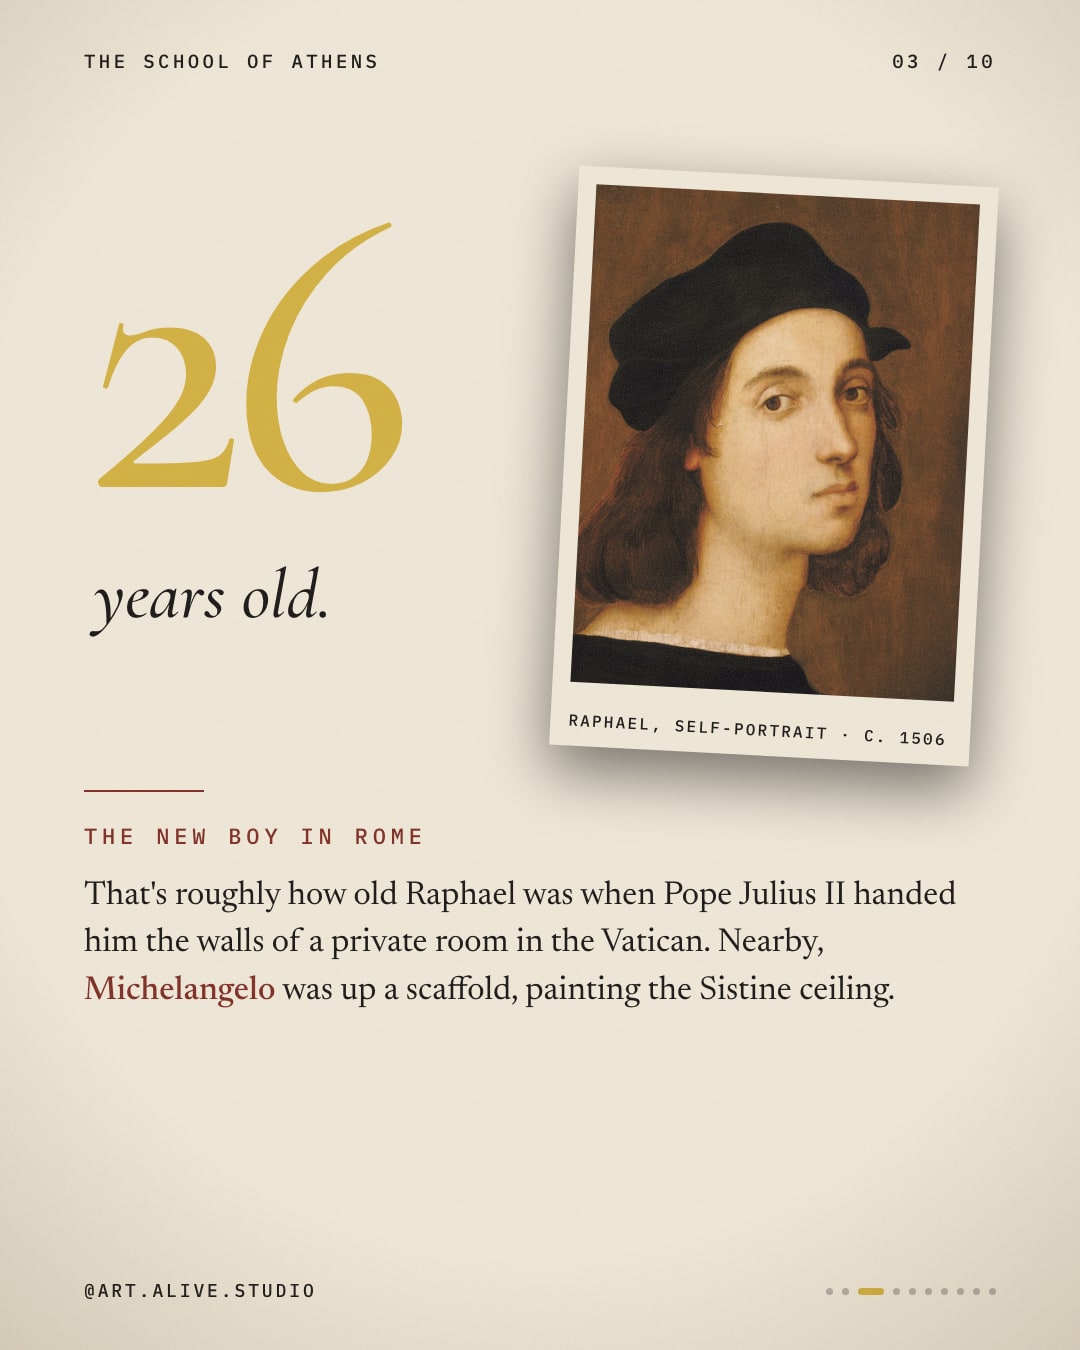 THE SCHOOL OF ATHENS
03 / 10
26
years old.
RAPHAEL, SELF-PORTRAIT · C. 1506
THE NEW BOY IN ROME
That's roughly how old Raphael was when Pope Julius II handed
him the walls of a private room in the Vatican. Nearby,
Michelangelo was up a scaffold, painting the Sistine ceiling.
@ART.ALIVE.STUDIO